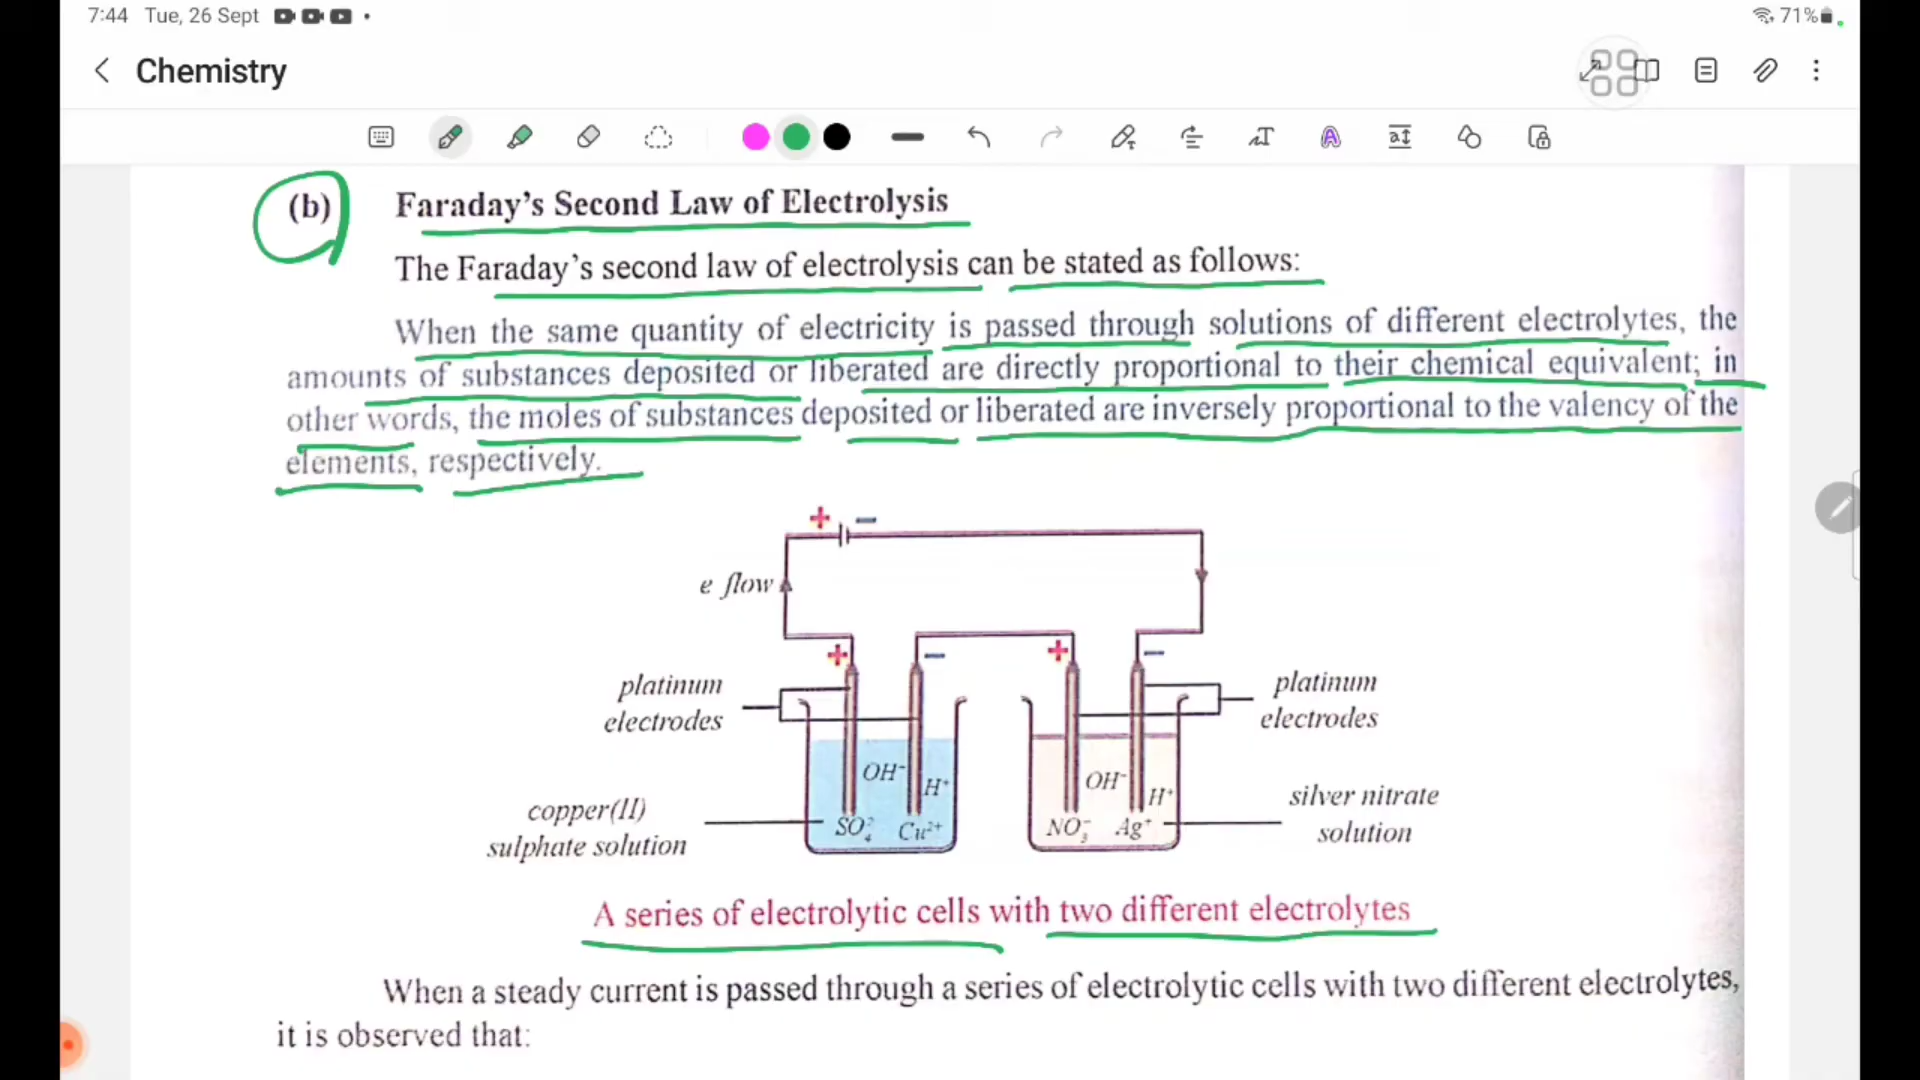 7:44 Tue, 26 Sept 71%
Chemistry
(b) Faraday's Second Law of Electrolysis
The Faraday's second law of electrolysis can be stated as follows:
When the same quantity of electricity is passed through solutions of different electrolytes, the
amounts of substances deposited or liberated are directly proportional to their chemical equivalent; in
other words, the moles of substances deposited or liberated are inversely proportional to the valency of the
elements, respectively.
+ −
e flow
+ − + −
platinum
electrodes
platinum
electrodes
OH⁻ H⁺
OH⁻ H⁺
copper(II)
sulphate solution
SO₄²⁻ Cu²⁺
NO₃⁻ Ag⁺
silver nitrate
solution
A series of electrolytic cells with two different electrolytes
When a steady current is passed through a series of electrolytic cells with two different electrolytes,
it is observed that: